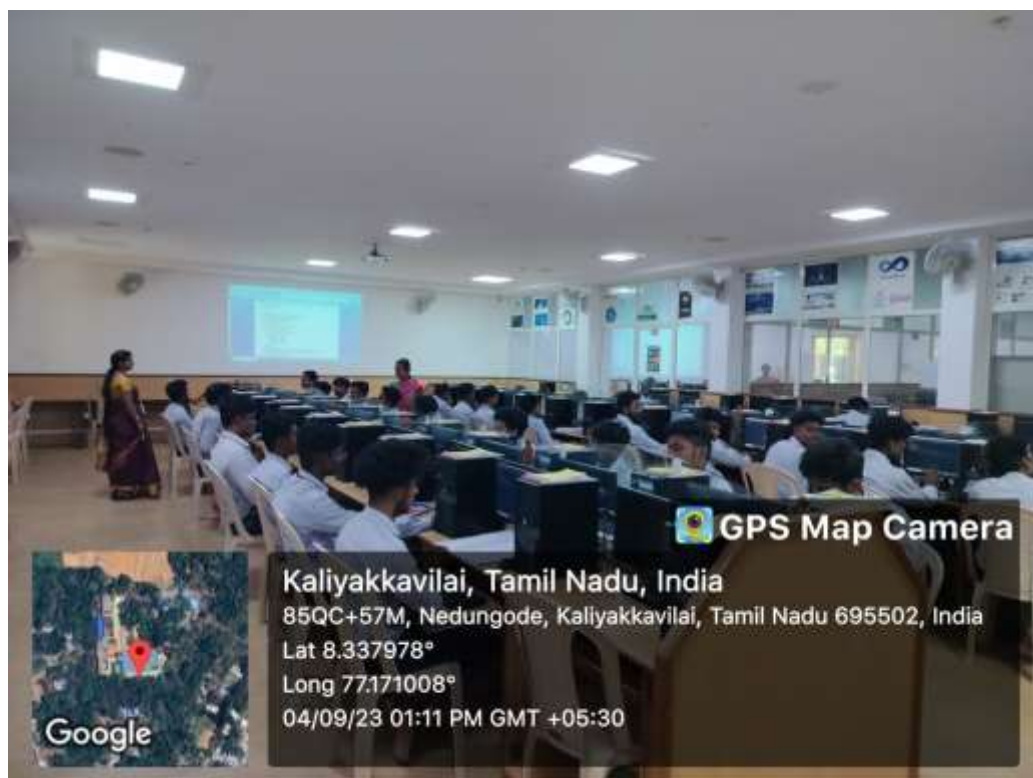 GPS Map Camera
Kaliyakkavilai, Tamil Nadu, India
85QC+57M, Nedungode, Kaliyakkavilai, Tamil Nadu 695502, India
Lat 8.337978°
Long 77.171008°
04/09/23 01:11 PM GMT +05:30
Google